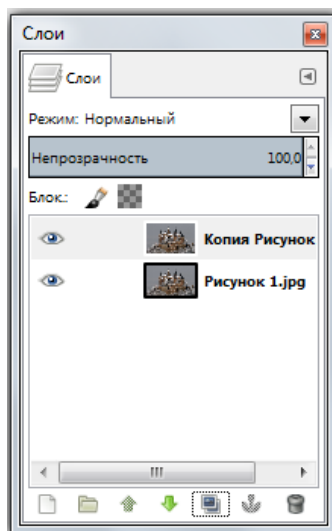 Слои
Слои
Режим: Нормальный
Непрозрачность 100,0
Блок.:
Копия Рисунок
Рисунок 1.jpg